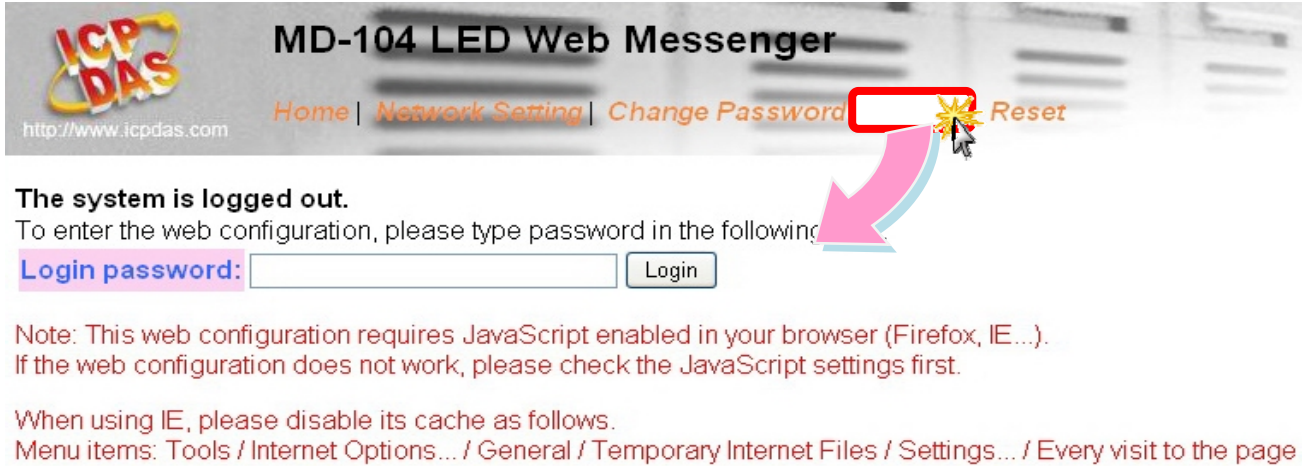 ICP
DAS
http://www.icpdas.com
MD-104 LED Web Messenger
Home | Network Setting | Change Password Reset
The system is logged out.
To enter the web configuration, please type password in the following
Login password: Login
Note: This web configuration requires JavaScript enabled in your browser (Firefox, IE...).
If the web configuration does not work, please check the JavaScript settings first.
When using IE, please disable its cache as follows.
Menu items: Tools / Internet Options... / General / Temporary Internet Files / Settings... / Every visit to the page